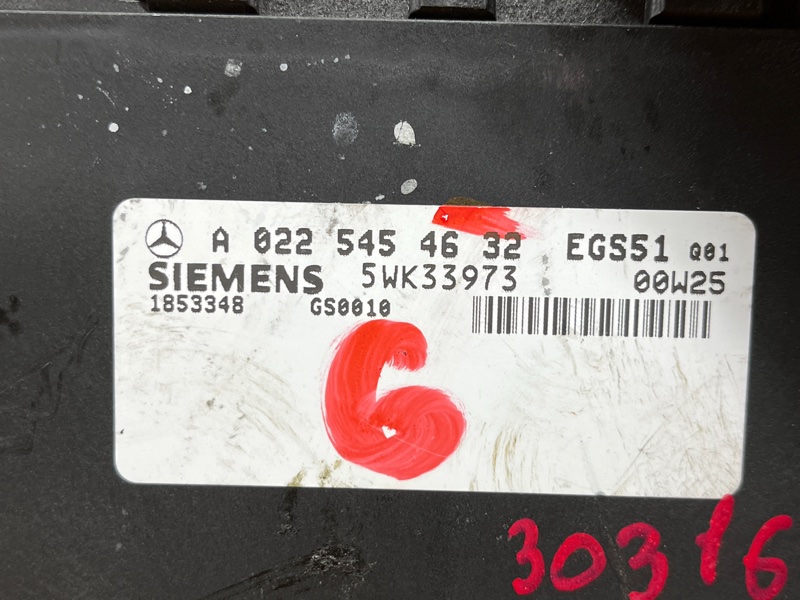 A 022 545 46 32 EGS51 Q01
SIEMENS 5WK33973 00W25
1853348 GS0010
6
30316